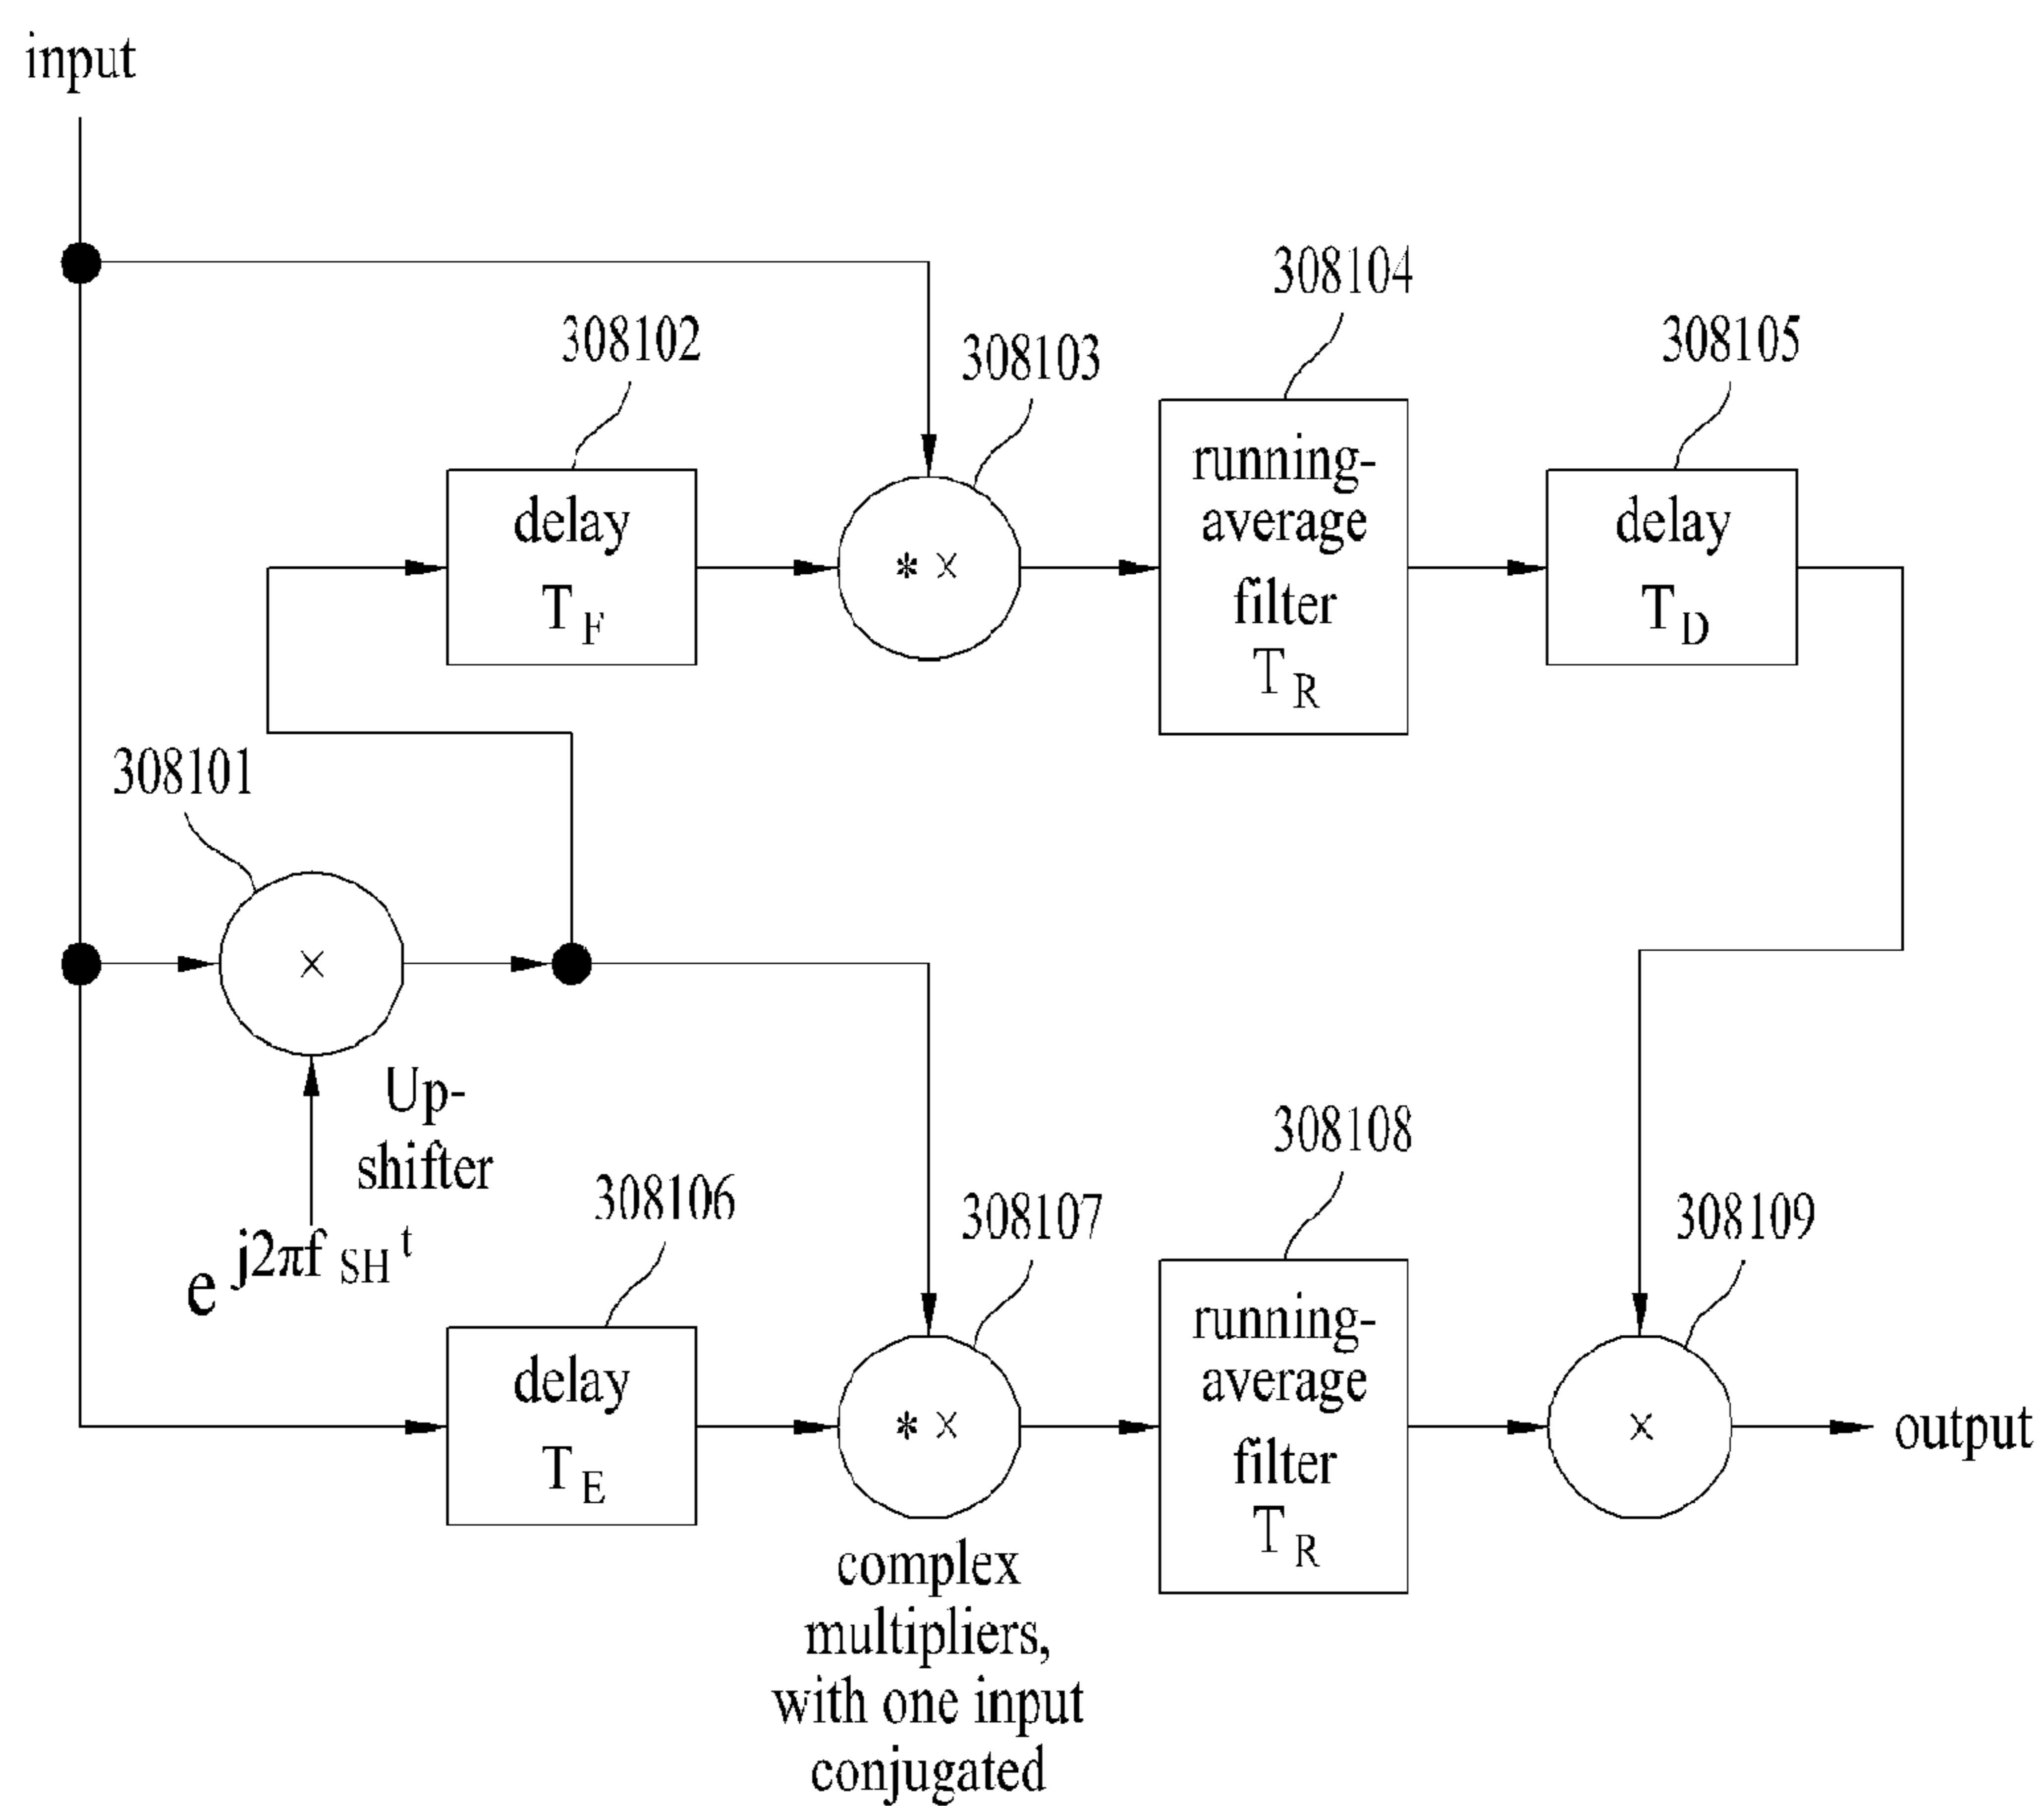 input
308104
308102
308105
308103
delay
T F
* ×
running-
average
filter
T R
delay
T D
308101
×
Up-
shifter
e j2πf SH t
308108
308106
308107
308109
delay
T E
* ×
running-
average
filter
T R
×
output
complex
multipliers,
with one input
conjugated